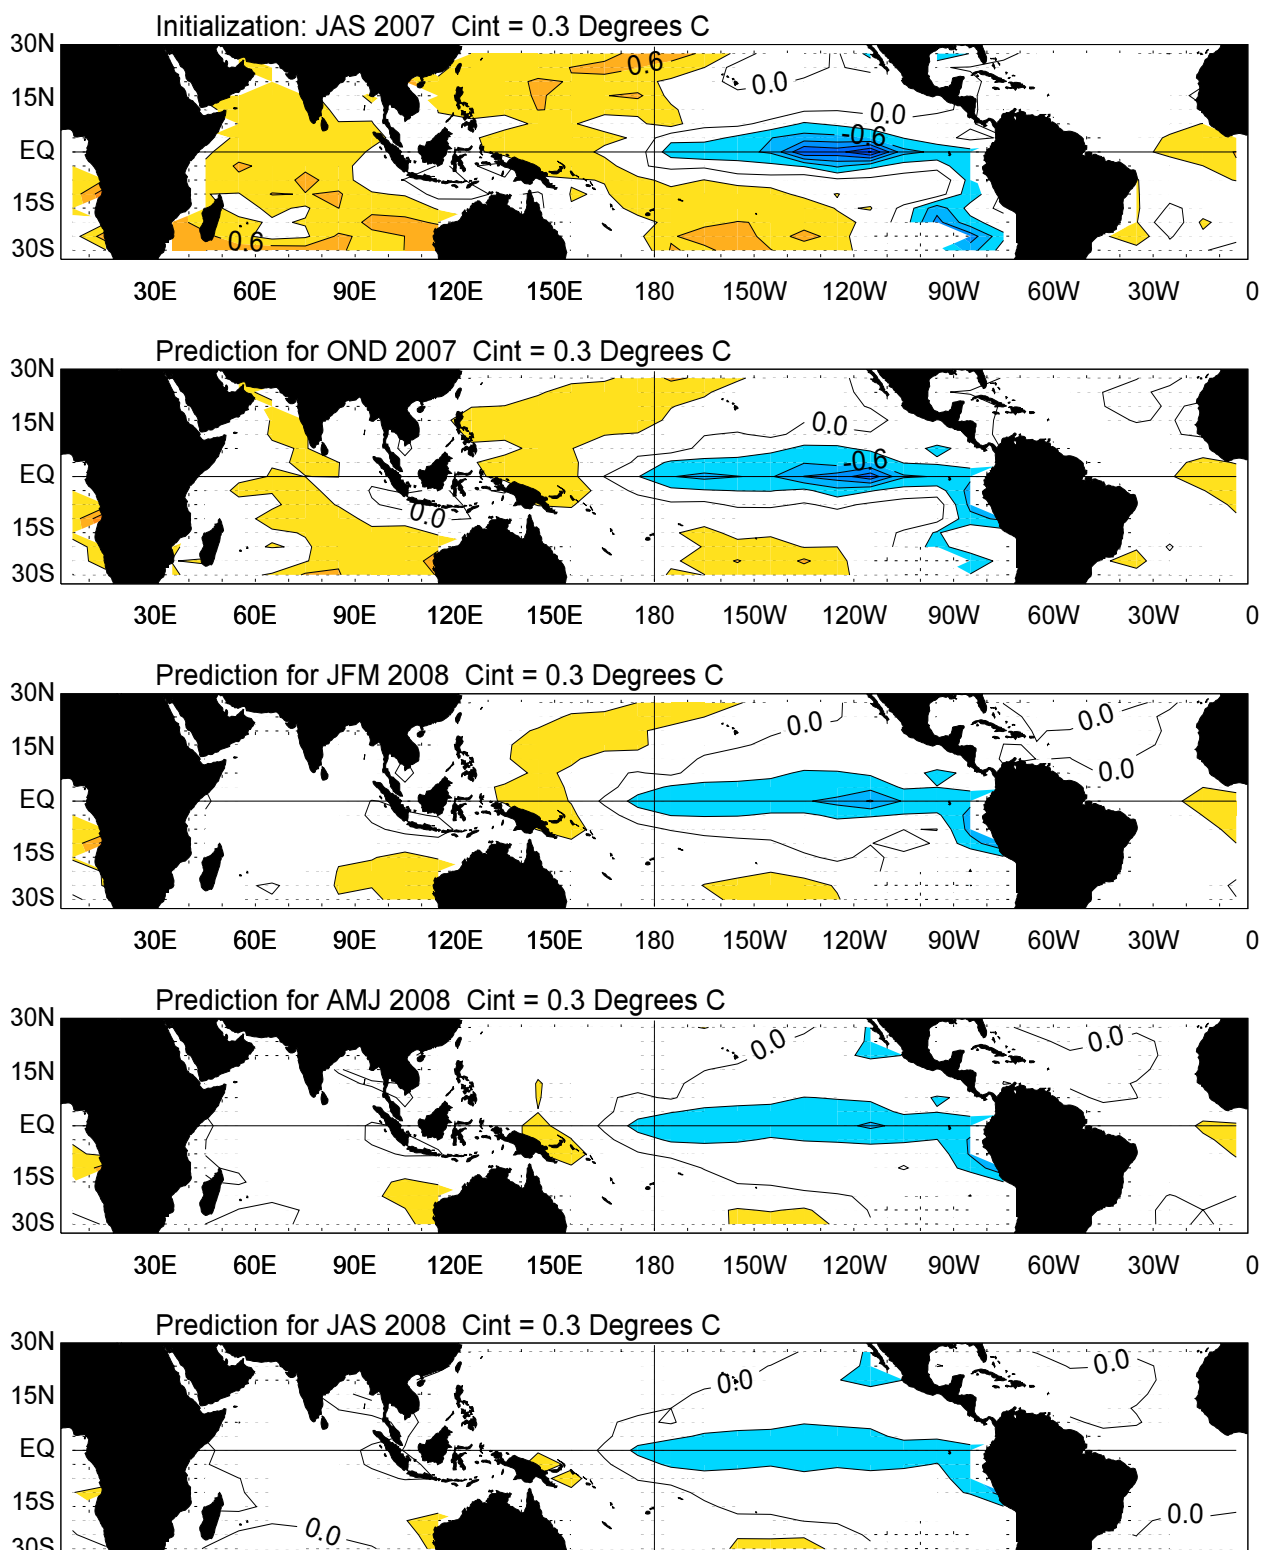 Initialization: JAS 2007 Cint = 0.3 Degrees C
30N
15N
EQ
15S
30S
0.6
0.0
0.0
-0.6
0.6
30E 60E 90E 120E 150E 180 150W 120W 90W 60W 30W 0
Prediction for OND 2007 Cint = 0.3 Degrees C
30N
15N
EQ
15S
30S
0.0
-0.6
0.0
30E 60E 90E 120E 150E 180 150W 120W 90W 60W 30W 0
Prediction for JFM 2008 Cint = 0.3 Degrees C
30N
15N
EQ
15S
30S
0.0
0.0
0.0
30E 60E 90E 120E 150E 180 150W 120W 90W 60W 30W 0
Prediction for AMJ 2008 Cint = 0.3 Degrees C
30N
15N
EQ
15S
30S
0.0
0.0
30E 60E 90E 120E 150E 180 150W 120W 90W 60W 30W 0
Prediction for JAS 2008 Cint = 0.3 Degrees C
30N
15N
EQ
15S
30S
0.0
0.0
0.0
0.0